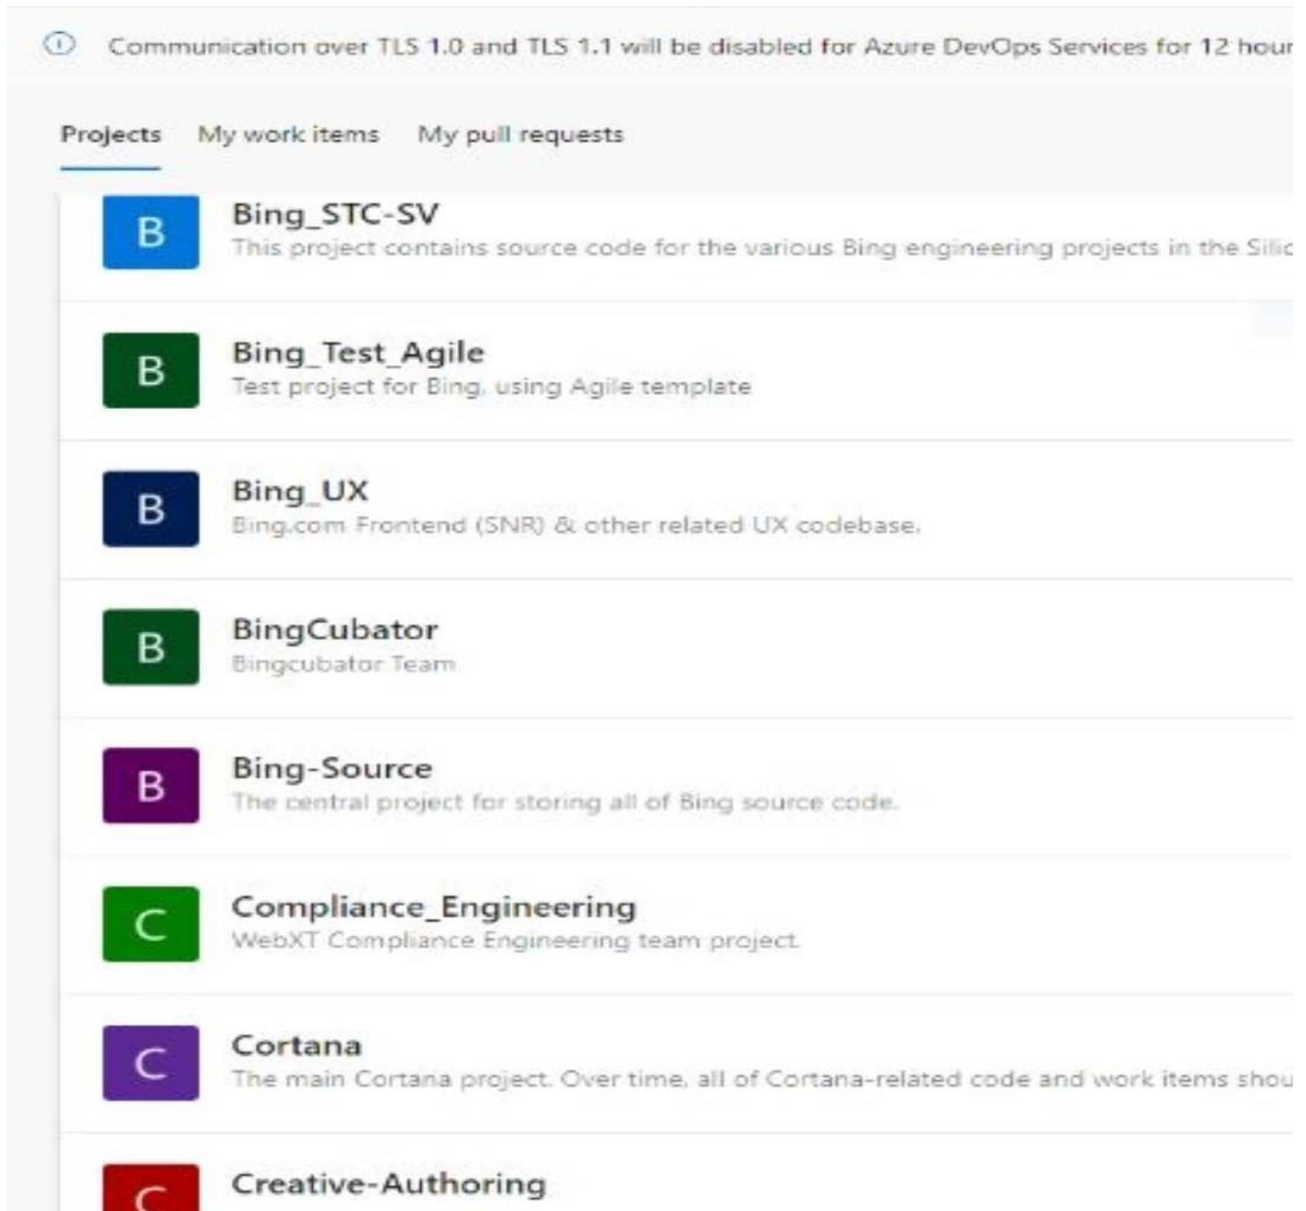 Communication over TLS 1.0 and TLS 1.1 will be disabled for Azure DevOps Services for 12 hour
Projects My work items My pull requests
B
Bing_STC-SV
This project contains source code for the various Bing engineering projects in the Silic
B
Bing_Test_Agile
Test project for Bing, using Agile template
B
Bing_UX
Bing.com Frontend (SNR) & other related UX codebase.
B
BingCubator
Bingcubator Team
B
Bing-Source
The central project for storing all of Bing source code.
C
Compliance_Engineering
WebXT Compliance Engineering team project.
C
Cortana
The main Cortana project. Over time, all of Cortana-related code and work items shou
C
Creative-Authoring